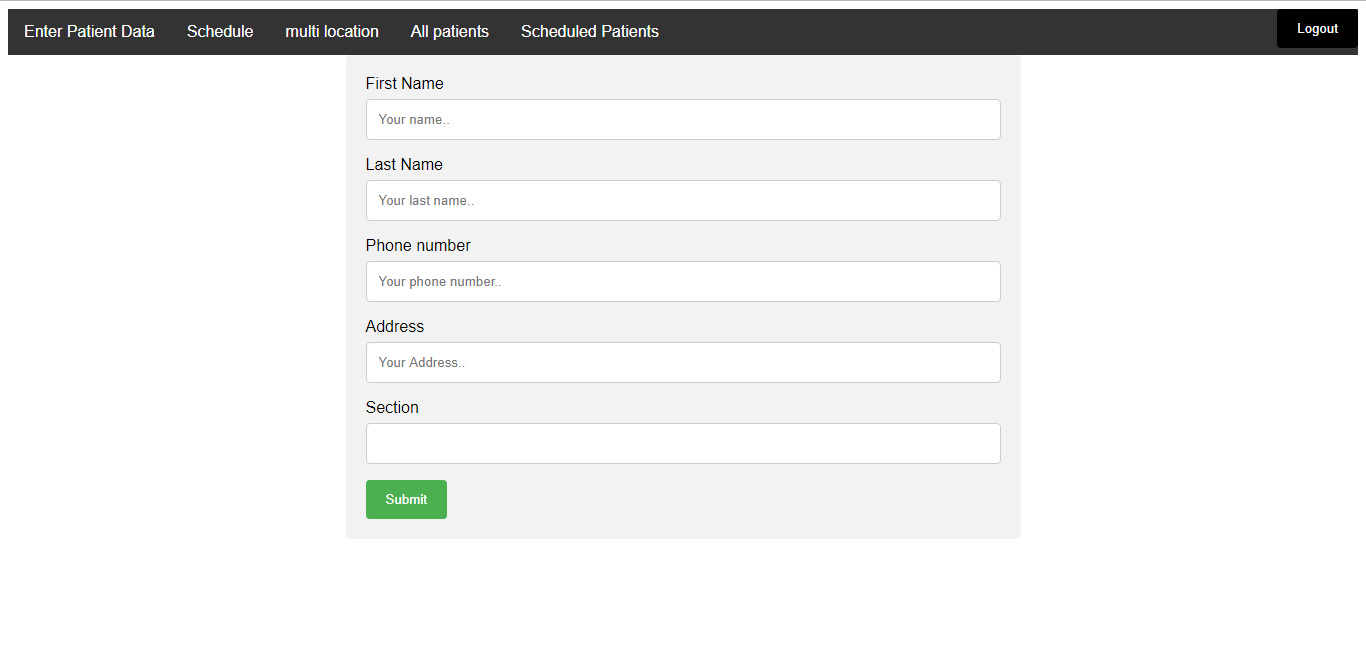 Enter Patient Data Schedule multi location All patients Scheduled Patients Logout
First Name
Your name..
Last Name
Your last name..
Phone number
Your phone number..
Address
Your Address..
Section
Submit